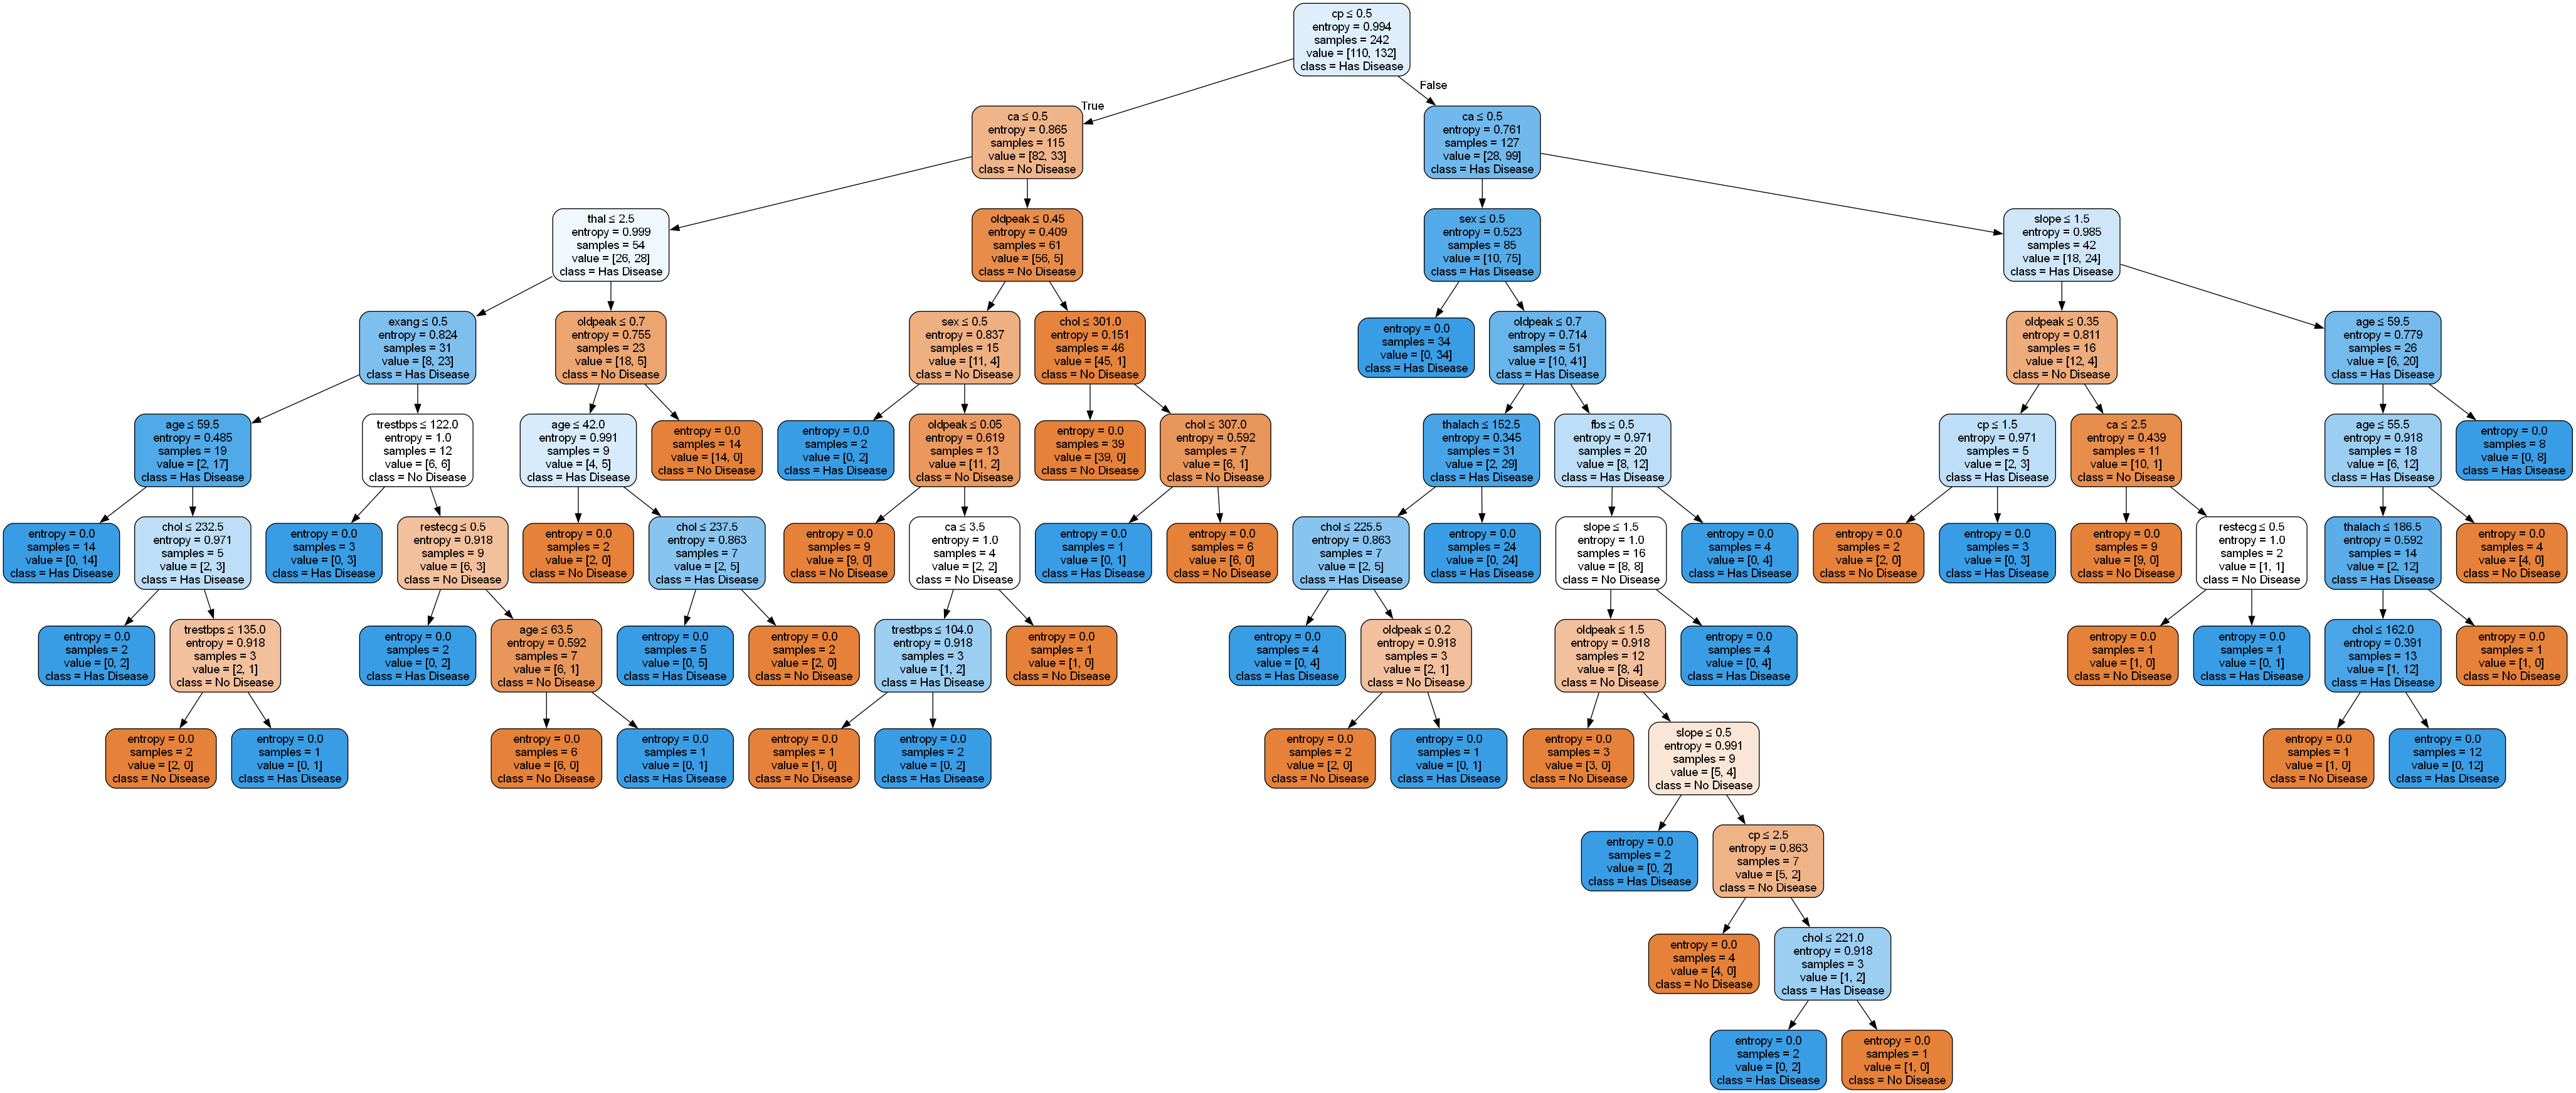 cp ≤ 0.5
entropy = 0.994
samples = 242
value = [110, 132]
class = Has Disease
True
False
ca ≤ 0.5
entropy = 0.865
samples = 115
value = [82, 33]
class = No Disease
ca ≤ 0.5
entropy = 0.761
samples = 127
value = [28, 99]
class = Has Disease
thal ≤ 2.5
entropy = 0.999
samples = 54
value = [26, 28]
class = Has Disease
oldpeak ≤ 0.45
entropy = 0.409
samples = 61
value = [56, 5]
class = No Disease
sex ≤ 0.5
entropy = 0.523
samples = 85
value = [10, 75]
class = Has Disease
slope ≤ 1.5
entropy = 0.985
samples = 42
value = [18, 24]
class = Has Disease
exang ≤ 0.5
entropy = 0.824
samples = 31
value = [8, 23]
class = Has Disease
oldpeak ≤ 0.7
entropy = 0.755
samples = 23
value = [18, 5]
class = No Disease
sex ≤ 0.5
entropy = 0.837
samples = 15
value = [11, 4]
class = No Disease
chol ≤ 301.0
entropy = 0.151
samples = 46
value = [45, 1]
class = No Disease
entropy = 0.0
samples = 34
value = [0, 34]
class = Has Disease
oldpeak ≤ 0.7
entropy = 0.714
samples = 51
value = [10, 41]
class = Has Disease
oldpeak ≤ 0.35
entropy = 0.811
samples = 16
value = [12, 4]
class = No Disease
age ≤ 59.5
entropy = 0.779
samples = 26
value = [6, 20]
class = Has Disease
age ≤ 59.5
entropy = 0.485
samples = 19
value = [2, 17]
class = Has Disease
trestbps ≤ 122.0
entropy = 1.0
samples = 12
value = [6, 6]
class = No Disease
age ≤ 42.0
entropy = 0.991
samples = 9
value = [4, 5]
class = Has Disease
entropy = 0.0
samples = 14
value = [14, 0]
class = No Disease
entropy = 0.0
samples = 2
value = [0, 2]
class = Has Disease
oldpeak ≤ 0.05
entropy = 0.619
samples = 13
value = [11, 2]
class = No Disease
entropy = 0.0
samples = 39
value = [39, 0]
class = No Disease
chol ≤ 307.0
entropy = 0.592
samples = 7
value = [6, 1]
class = No Disease
thalach ≤ 152.5
entropy = 0.345
samples = 31
value = [2, 29]
class = Has Disease
fbs ≤ 0.5
entropy = 0.971
samples = 20
value = [8, 12]
class = Has Disease
cp ≤ 1.5
entropy = 0.971
samples = 5
value = [2, 3]
class = Has Disease
ca ≤ 2.5
entropy = 0.439
samples = 11
value = [10, 1]
class = No Disease
age ≤ 55.5
entropy = 0.918
samples = 18
value = [6, 12]
class = Has Disease
entropy = 0.0
samples = 8
value = [0, 8]
class = Has Disease
entropy = 0.0
samples = 14
value = [0, 14]
class = Has Disease
chol ≤ 232.5
entropy = 0.971
samples = 5
value = [2, 3]
class = Has Disease
entropy = 0.0
samples = 3
value = [0, 3]
class = Has Disease
restecg ≤ 0.5
entropy = 0.918
samples = 9
value = [6, 3]
class = No Disease
entropy = 0.0
samples = 2
value = [2, 0]
class = No Disease
chol ≤ 237.5
entropy = 0.863
samples = 7
value = [2, 5]
class = Has Disease
entropy = 0.0
samples = 9
value = [9, 0]
class = No Disease
ca ≤ 3.5
entropy = 1.0
samples = 4
value = [2, 2]
class = No Disease
entropy = 0.0
samples = 1
value = [0, 1]
class = Has Disease
entropy = 0.0
samples = 6
value = [6, 0]
class = No Disease
chol ≤ 225.5
entropy = 0.863
samples = 7
value = [2, 5]
class = Has Disease
entropy = 0.0
samples = 24
value = [0, 24]
class = Has Disease
slope ≤ 1.5
entropy = 1.0
samples = 16
value = [8, 8]
class = No Disease
entropy = 0.0
samples = 4
value = [0, 4]
class = Has Disease
entropy = 0.0
samples = 2
value = [2, 0]
class = No Disease
entropy = 0.0
samples = 3
value = [0, 3]
class = Has Disease
entropy = 0.0
samples = 9
value = [9, 0]
class = No Disease
restecg ≤ 0.5
entropy = 1.0
samples = 2
value = [1, 1]
class = No Disease
thalach ≤ 186.5
entropy = 0.592
samples = 14
value = [2, 12]
class = Has Disease
entropy = 0.0
samples = 4
value = [4, 0]
class = No Disease
entropy = 0.0
samples = 2
value = [0, 2]
class = Has Disease
trestbps ≤ 135.0
entropy = 0.918
samples = 3
value = [2, 1]
class = No Disease
entropy = 0.0
samples = 2
value = [0, 2]
class = Has Disease
age ≤ 63.5
entropy = 0.592
samples = 7
value = [6, 1]
class = No Disease
entropy = 0.0
samples = 5
value = [0, 5]
class = Has Disease
entropy = 0.0
samples = 2
value = [2, 0]
class = No Disease
trestbps ≤ 104.0
entropy = 0.918
samples = 3
value = [1, 2]
class = Has Disease
entropy = 0.0
samples = 1
value = [1, 0]
class = No Disease
entropy = 0.0
samples = 4
value = [0, 4]
class = Has Disease
oldpeak ≤ 0.2
entropy = 0.918
samples = 3
value = [2, 1]
class = No Disease
oldpeak ≤ 1.5
entropy = 0.918
samples = 12
value = [8, 4]
class = No Disease
entropy = 0.0
samples = 4
value = [0, 4]
class = Has Disease
entropy = 0.0
samples = 1
value = [1, 0]
class = No Disease
entropy = 0.0
samples = 1
value = [0, 1]
class = Has Disease
chol ≤ 162.0
entropy = 0.391
samples = 13
value = [1, 12]
class = Has Disease
entropy = 0.0
samples = 1
value = [1, 0]
class = No Disease
entropy = 0.0
samples = 2
value = [2, 0]
class = No Disease
entropy = 0.0
samples = 1
value = [0, 1]
class = Has Disease
entropy = 0.0
samples = 6
value = [6, 0]
class = No Disease
entropy = 0.0
samples = 1
value = [0, 1]
class = Has Disease
entropy = 0.0
samples = 1
value = [1, 0]
class = No Disease
entropy = 0.0
samples = 2
value = [0, 2]
class = Has Disease
entropy = 0.0
samples = 2
value = [2, 0]
class = No Disease
entropy = 0.0
samples = 1
value = [0, 1]
class = Has Disease
entropy = 0.0
samples = 3
value = [3, 0]
class = No Disease
slope ≤ 0.5
entropy = 0.991
samples = 9
value = [5, 4]
class = No Disease
entropy = 0.0
samples = 1
value = [1, 0]
class = No Disease
entropy = 0.0
samples = 12
value = [0, 12]
class = Has Disease
entropy = 0.0
samples = 2
value = [0, 2]
class = Has Disease
cp ≤ 2.5
entropy = 0.863
samples = 7
value = [5, 2]
class = No Disease
entropy = 0.0
samples = 4
value = [4, 0]
class = No Disease
chol ≤ 221.0
entropy = 0.918
samples = 3
value = [1, 2]
class = Has Disease
entropy = 0.0
samples = 2
value = [0, 2]
class = Has Disease
entropy = 0.0
samples = 1
value = [1, 0]
class = No Disease